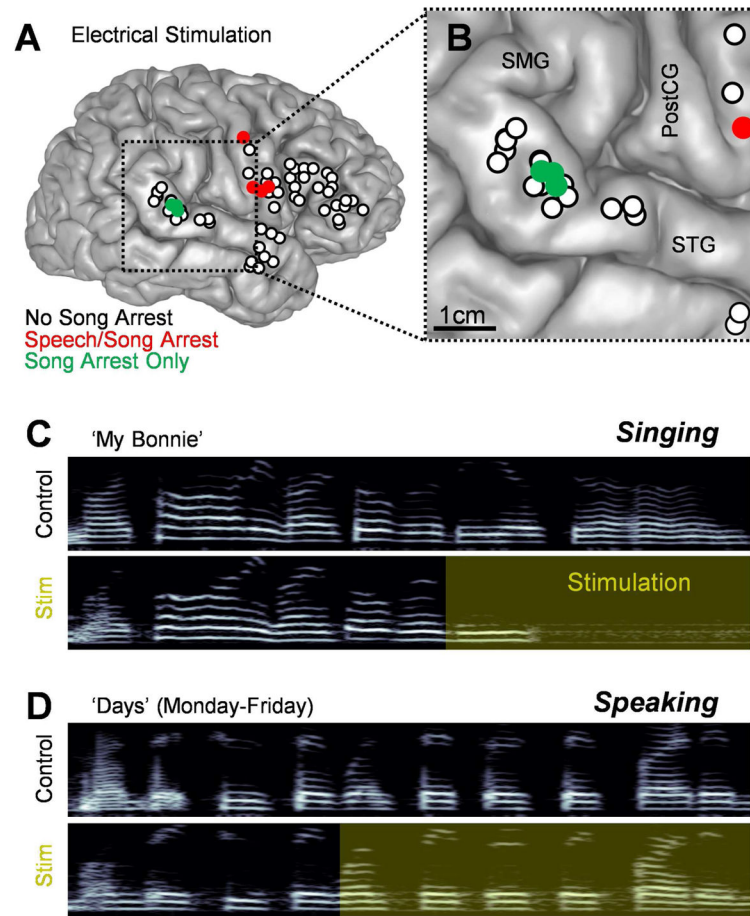 A Electrical Stimulation
B
SMG
PostCG
STG
1cm
No Song Arrest
Speech/Song Arrest
Song Arrest Only
C 'My Bonnie' Singing
Control
Stim
Stimulation
D 'Days' (Monday-Friday) Speaking
Control
Stim